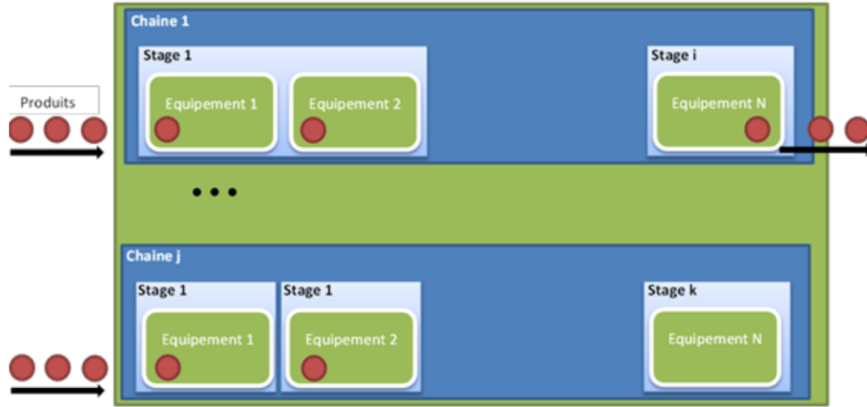 Chaine 1
Stage 1
Stage i
Produits
Equipement 1
Equipement 2
Equipement N
...
Chaine j
Stage 1
Stage 1
Stage k
Equipement 1
Equipement 2
Equipement N